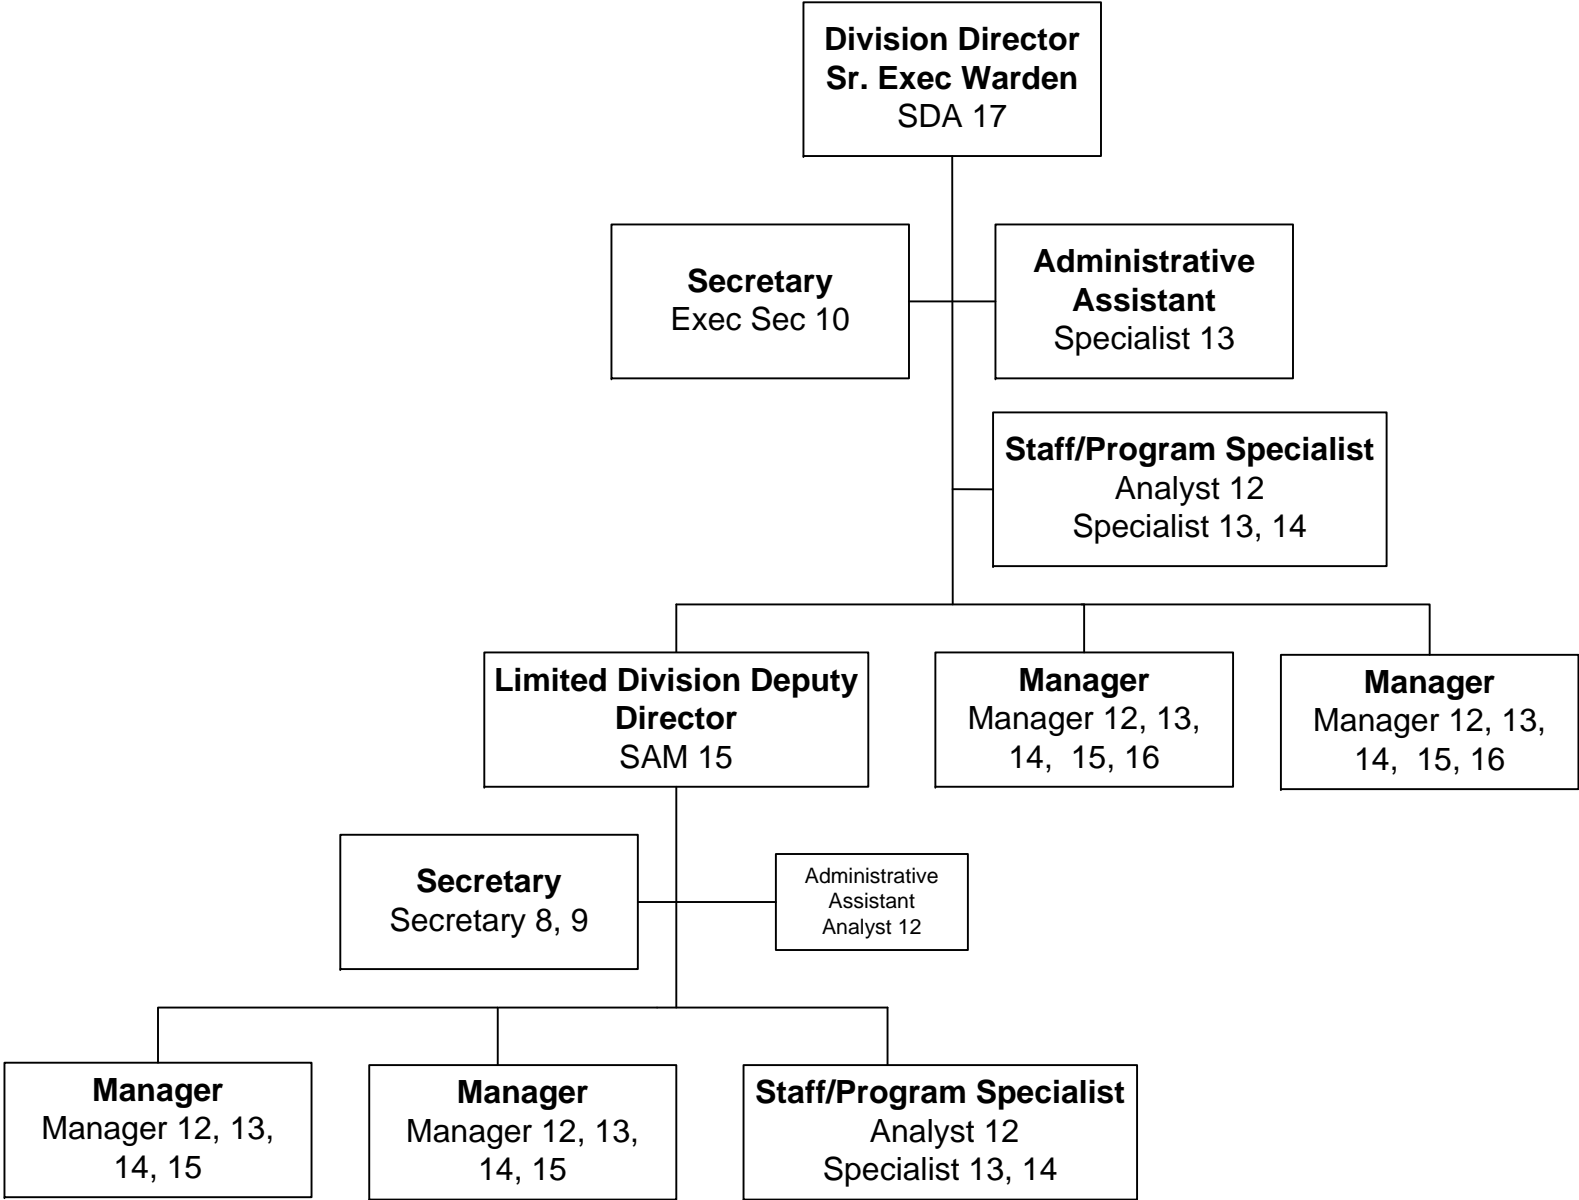 Division Director
Sr. Exec Warden
SDA 17
Secretary
Exec Sec 10
Administrative
Assistant
Specialist 13
Staff/Program Specialist
Analyst 12
Specialist 13, 14
Limited Division Deputy
Director
SAM 15
Manager
Manager 12, 13,
14, 15, 16
Manager
Manager 12, 13,
14, 15, 16
Secretary
Secretary 8, 9
Administrative
Assistant
Analyst 12
Manager
Manager 12, 13,
14, 15
Manager
Manager 12, 13,
14, 15
Staff/Program Specialist
Analyst 12
Specialist 13, 14